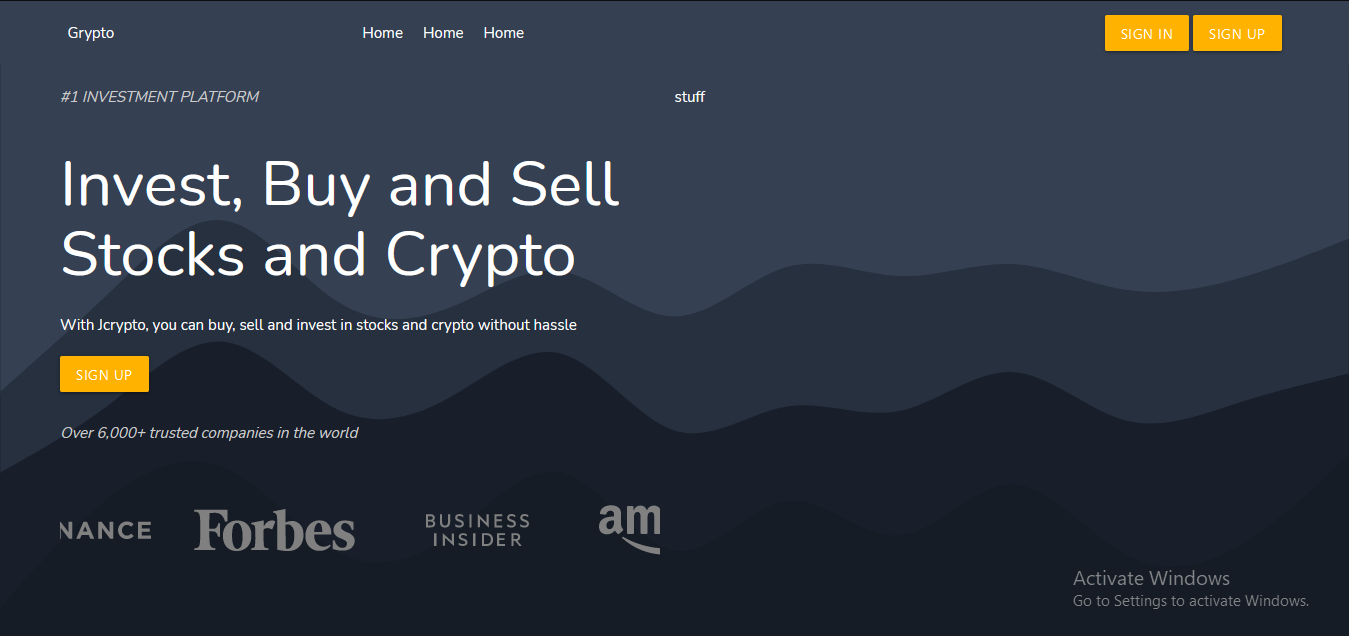 Grypto Home Home Home SIGN IN SIGN UP
#1 INVESTMENT PLATFORM
stuff
Invest, Buy and Sell
Stocks and Crypto
With Jcrypto, you can buy, sell and invest in stocks and crypto without hassle
SIGN UP
Over 6,000+ trusted companies in the world
NANCE Forbes BUSINESS
INSIDER
am
Activate Windows
Go to Settings to activate Windows.